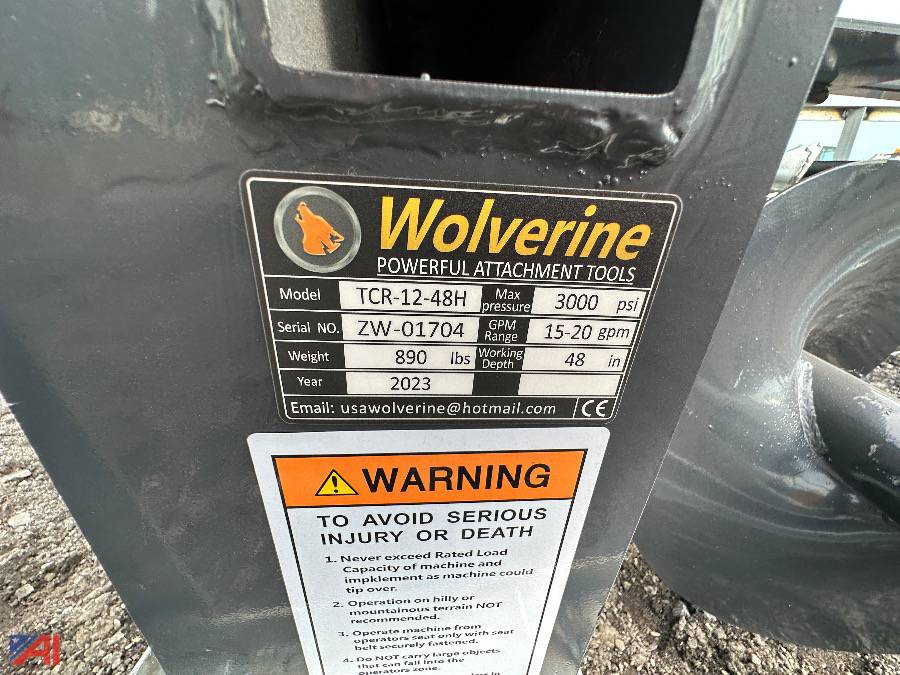 Wolverine
POWERFUL ATTACHMENT TOOLS
Model TCR-12-48H Max pressure 3000 psi
Serial NO. ZW-01704 GPM Range 15-20 gpm
Weight 890 lbs Working Depth 48 in
Year 2023
Email: usawolverine@hotmail.com CE
WARNING
TO AVOID SERIOUS
INJURY OR DEATH
1. Never exceed Rated Load
Capacity of machine and
impklement as machine could
tip over.
2. Operation on hilly or
mountainous terrain NOT
recommended.
3. Operate machine from
operators seat only with seat
belt securely fastened.
4. Do NOT carry large objects
that can fall into the
operators zone.
AI